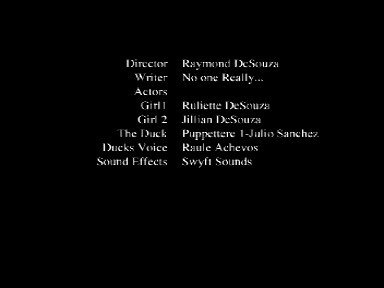 Director Raymond DeSouza
Writer No one Really...
Actors
Girl1 Ruliette DeSouza
Girl 2 Jillian DeSouza
The Duck Puppettere 1-Julio Sanchez
Ducks Voice Raule Achevos
Sound Effects Swyft Sounds